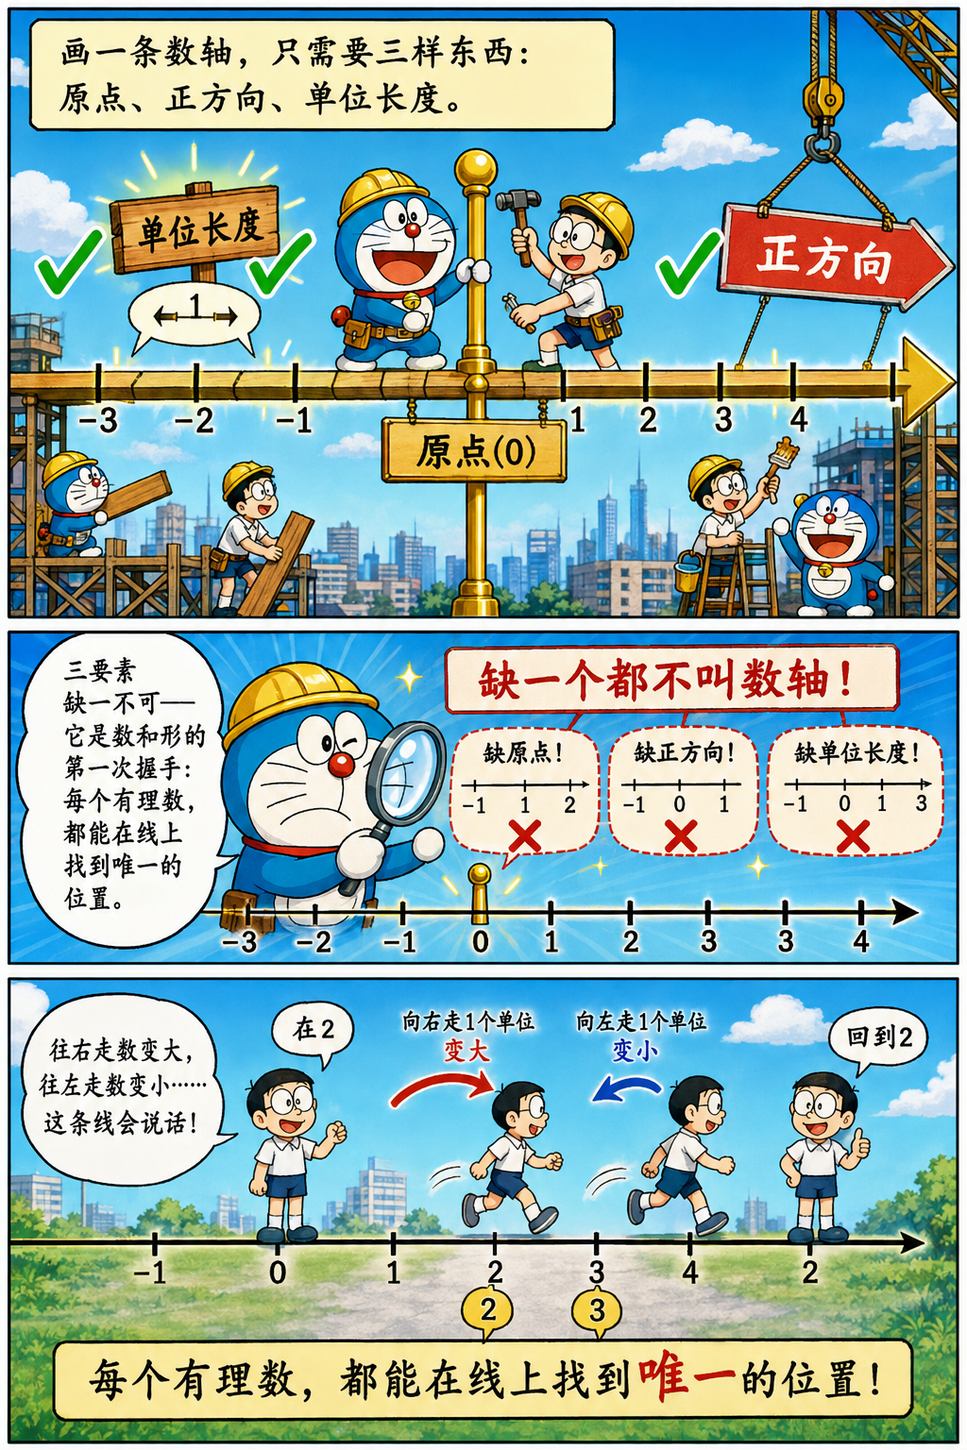 画一条数轴，只需要三样东西：
原点、正方向、单位长度。
单位长度
1
正方向
-3 -2 -1 1 2 3 4
原点(0)
三要素
缺一不可——
它是数和形的
第一次握手：
每个有理数，
都能在线上
找到唯一的
位置。
缺一个都不叫数轴！
缺原点！
-1 1 2
缺正方向！
-1 0 1
缺单位长度！
-1 0 1 3
-3 -2 -1 0 1 2 3 3 4
往右走数变大，
往左走数变小……
这条线会说话！
在2
向右走1个单位
变大
向左走1个单位
变小
回到2
-1 0 1 2 3 4 2
2
3
每个有理数，都能在线上找到唯一的位置！